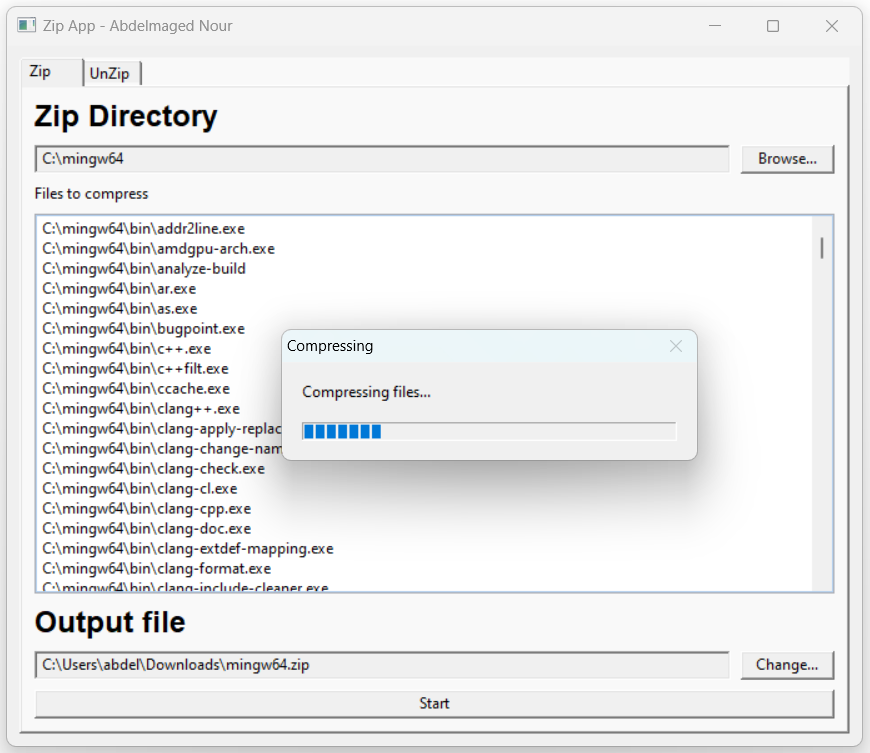 Zip App - Abdelmaged Nour
Zip
UnZip
Zip Directory
C:\mingw64
Browse...
Files to compress
C:\mingw64\bin\addr2line.exe
C:\mingw64\bin\amdgpu-arch.exe
C:\mingw64\bin\analyze-build
C:\mingw64\bin\ar.exe
C:\mingw64\bin\as.exe
C:\mingw64\bin\bugpoint.exe
C:\mingw64\bin\c++.exe
C:\mingw64\bin\c++filt.exe
C:\mingw64\bin\ccache.exe
C:\mingw64\bin\clang++.exe
C:\mingw64\bin\clang-apply-replac
C:\mingw64\bin\clang-change-nam
C:\mingw64\bin\clang-check.exe
C:\mingw64\bin\clang-cl.exe
C:\mingw64\bin\clang-cpp.exe
C:\mingw64\bin\clang-doc.exe
C:\mingw64\bin\clang-extdef-mapping.exe
C:\mingw64\bin\clang-format.exe
C:\mingw64\bin\clang-include-cleaner.exe
Compressing
Compressing files...
Output file
C:\Users\abdel\Downloads\mingw64.zip
Change...
Start